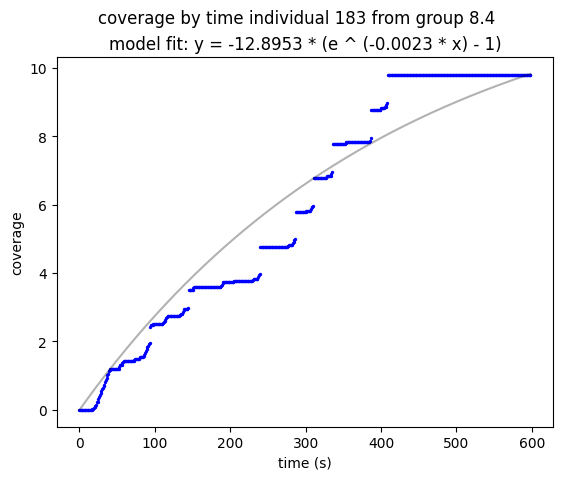 coverage by time individual 183 from group 8.4
model fit: y = -12.8953 * (e ^ (-0.0023 * x) - 1)
10
8
6
4
2
0
coverage
0 100 200 300 400 500 600
time (s)